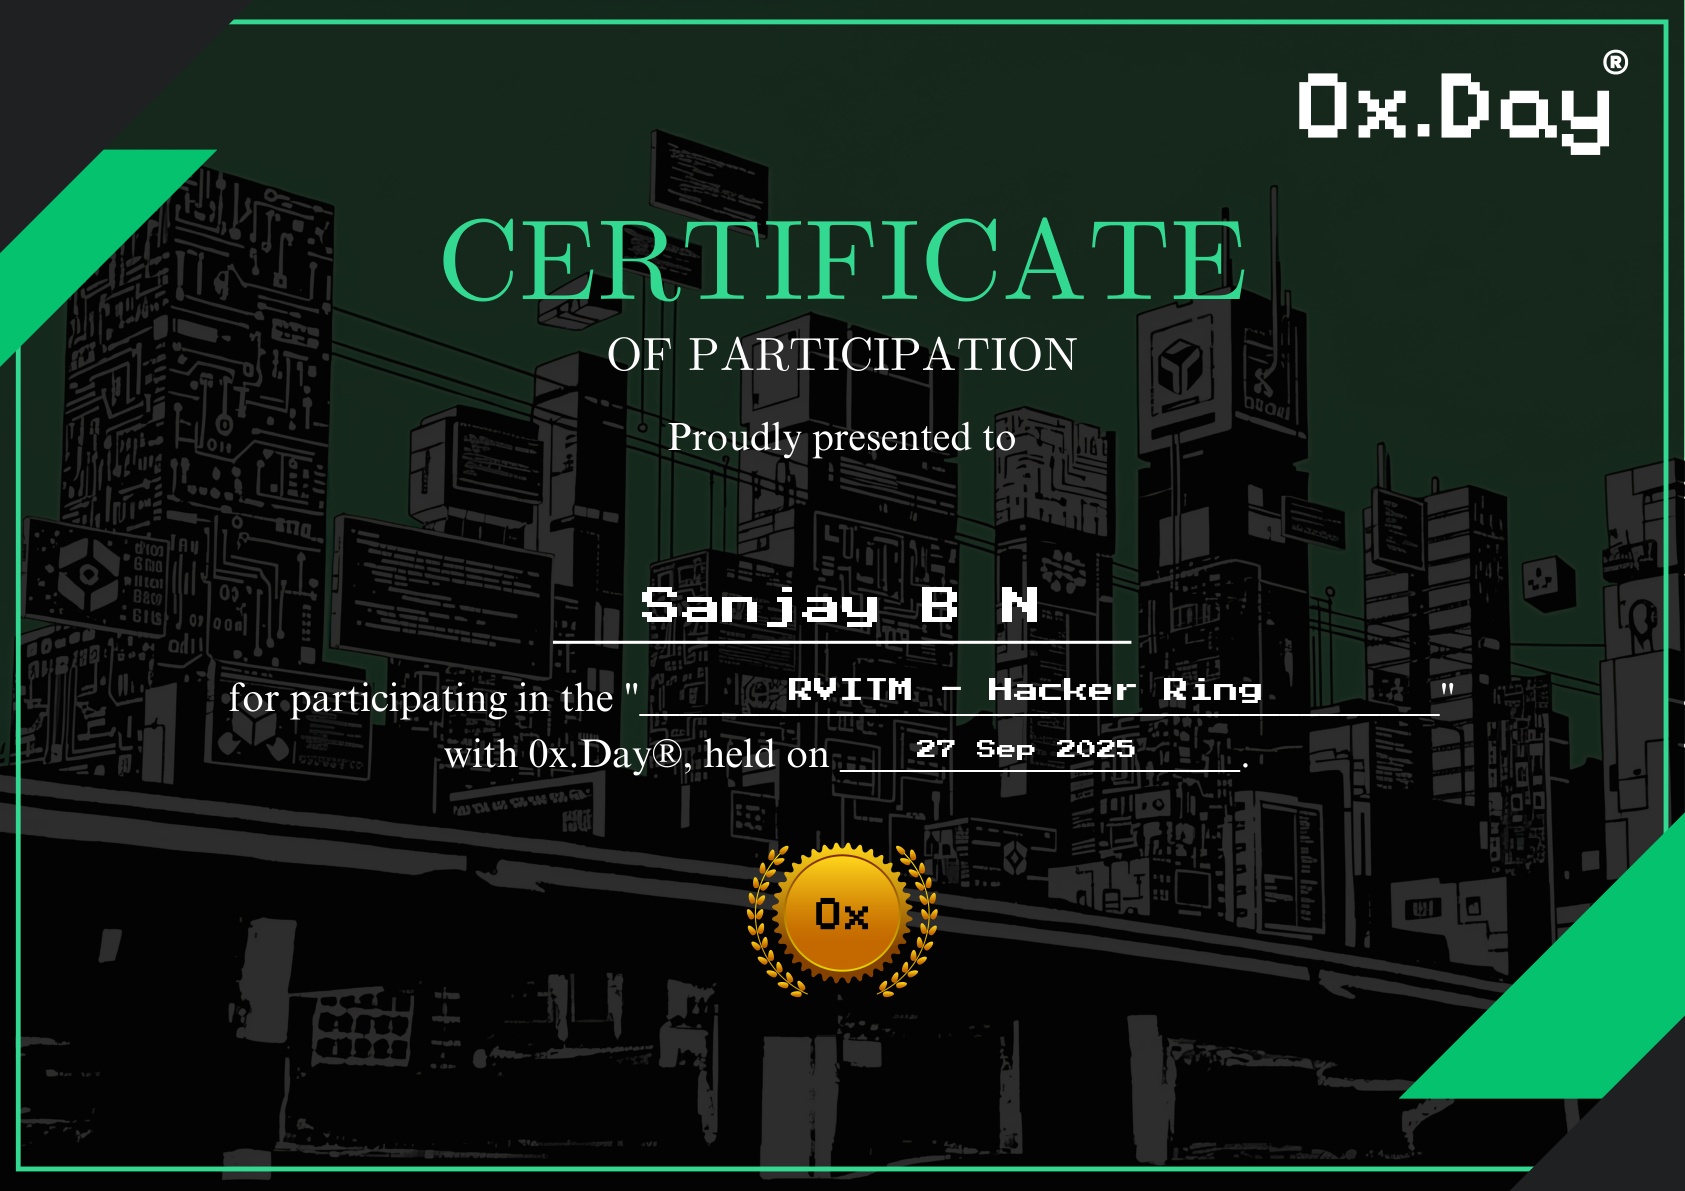 0x.Day®
CERTIFICATE
OF PARTICIPATION
Proudly presented to
Sanjay B N
for participating in the "RVITM - Hacker Ring"
with 0x.Day®, held on 27 Sep 2025.
0x